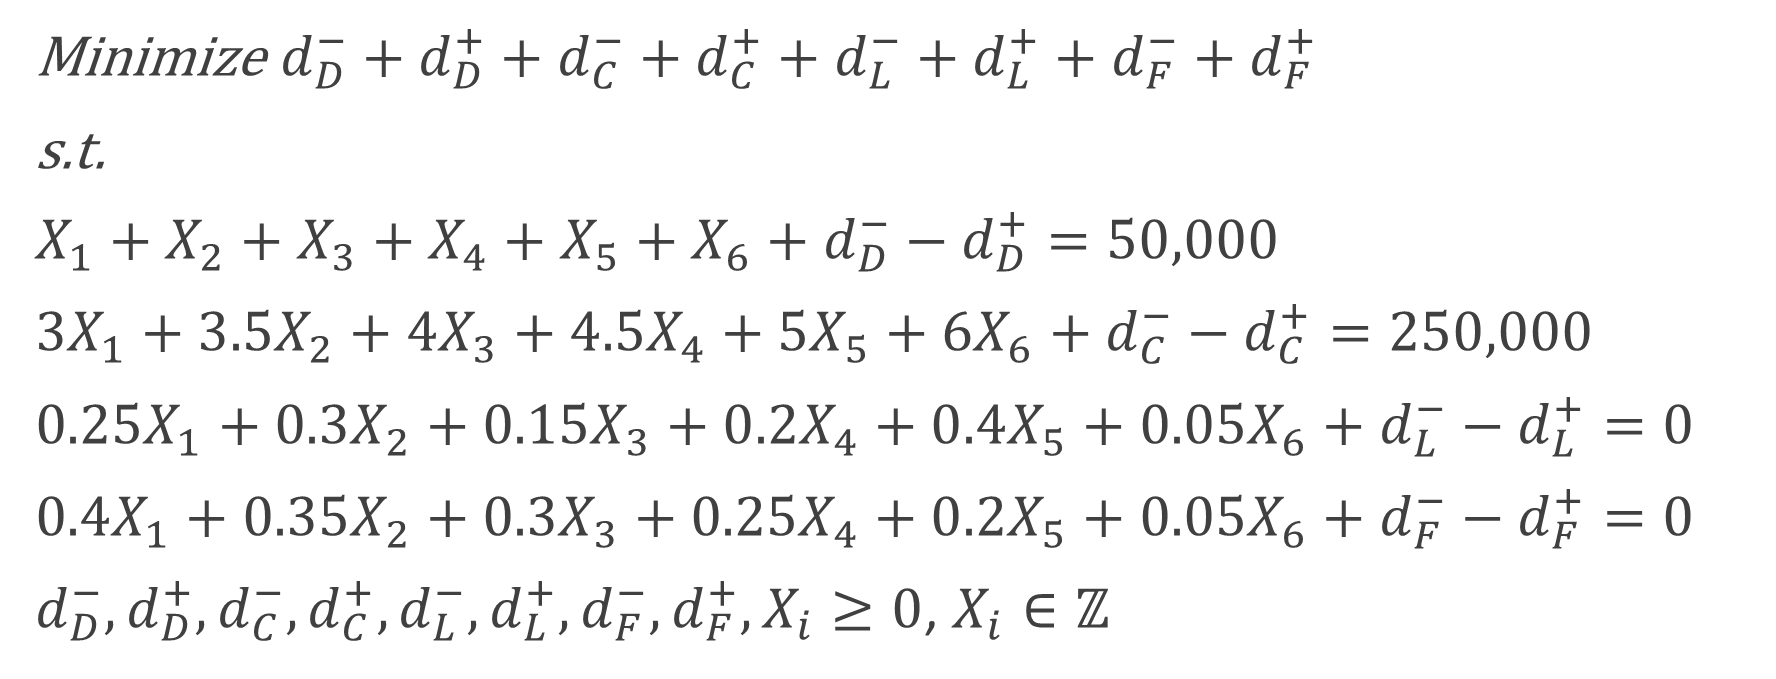 Minimize d_D^- + d_D^+ + d_C^- + d_C^+ + d_L^- + d_L^+ + d_F^- + d_F^+
s.t.
X_1 + X_2 + X_3 + X_4 + X_5 + X_6 + d_D^- − d_D^+ = 50,000
3X_1 + 3.5X_2 + 4X_3 + 4.5X_4 + 5X_5 + 6X_6 + d_C^- − d_C^+ = 250,000
0.25X_1 + 0.3X_2 + 0.15X_3 + 0.2X_4 + 0.4X_5 + 0.05X_6 + d_L^- − d_L^+ = 0
0.4X_1 + 0.35X_2 + 0.3X_3 + 0.25X_4 + 0.2X_5 + 0.05X_6 + d_F^- − d_F^+ = 0
d_D^-, d_D^+, d_C^-, d_C^+, d_L^-, d_L^+, d_F^-, d_F^+, X_i ≥ 0, X_i ∈ ℤ